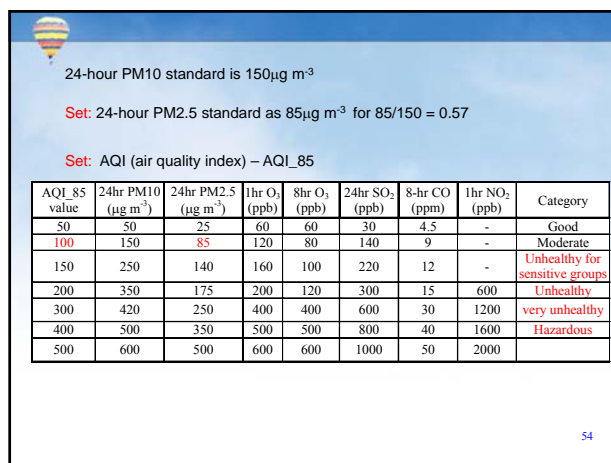 24-hour PM10 standard is 150μg m-3
Set: 24-hour PM2.5 standard as 85μg m-3 for 85/150 = 0.57
Set: AQI (air quality index) – AQI_85
AQI_85 value 24hr PM10 (μg m-3) 24hr PM2.5 (μg m-3) 1hr O3 (ppb) 8hr O3 (ppb) 24hr SO2 (ppb) 8-hr CO (ppm) 1hr NO2 (ppb) Category
50 50 25 60 60 30 4.5 - Good
100 150 85 120 80 140 9 - Moderate
150 250 140 160 100 220 12 - Unhealthy for sensitive groups
200 350 175 200 120 300 15 600 Unhealthy
300 420 250 400 400 600 30 1200 very unhealthy
400 500 350 500 500 800 40 1600 Hazardous
500 600 500 600 600 1000 50 2000
54